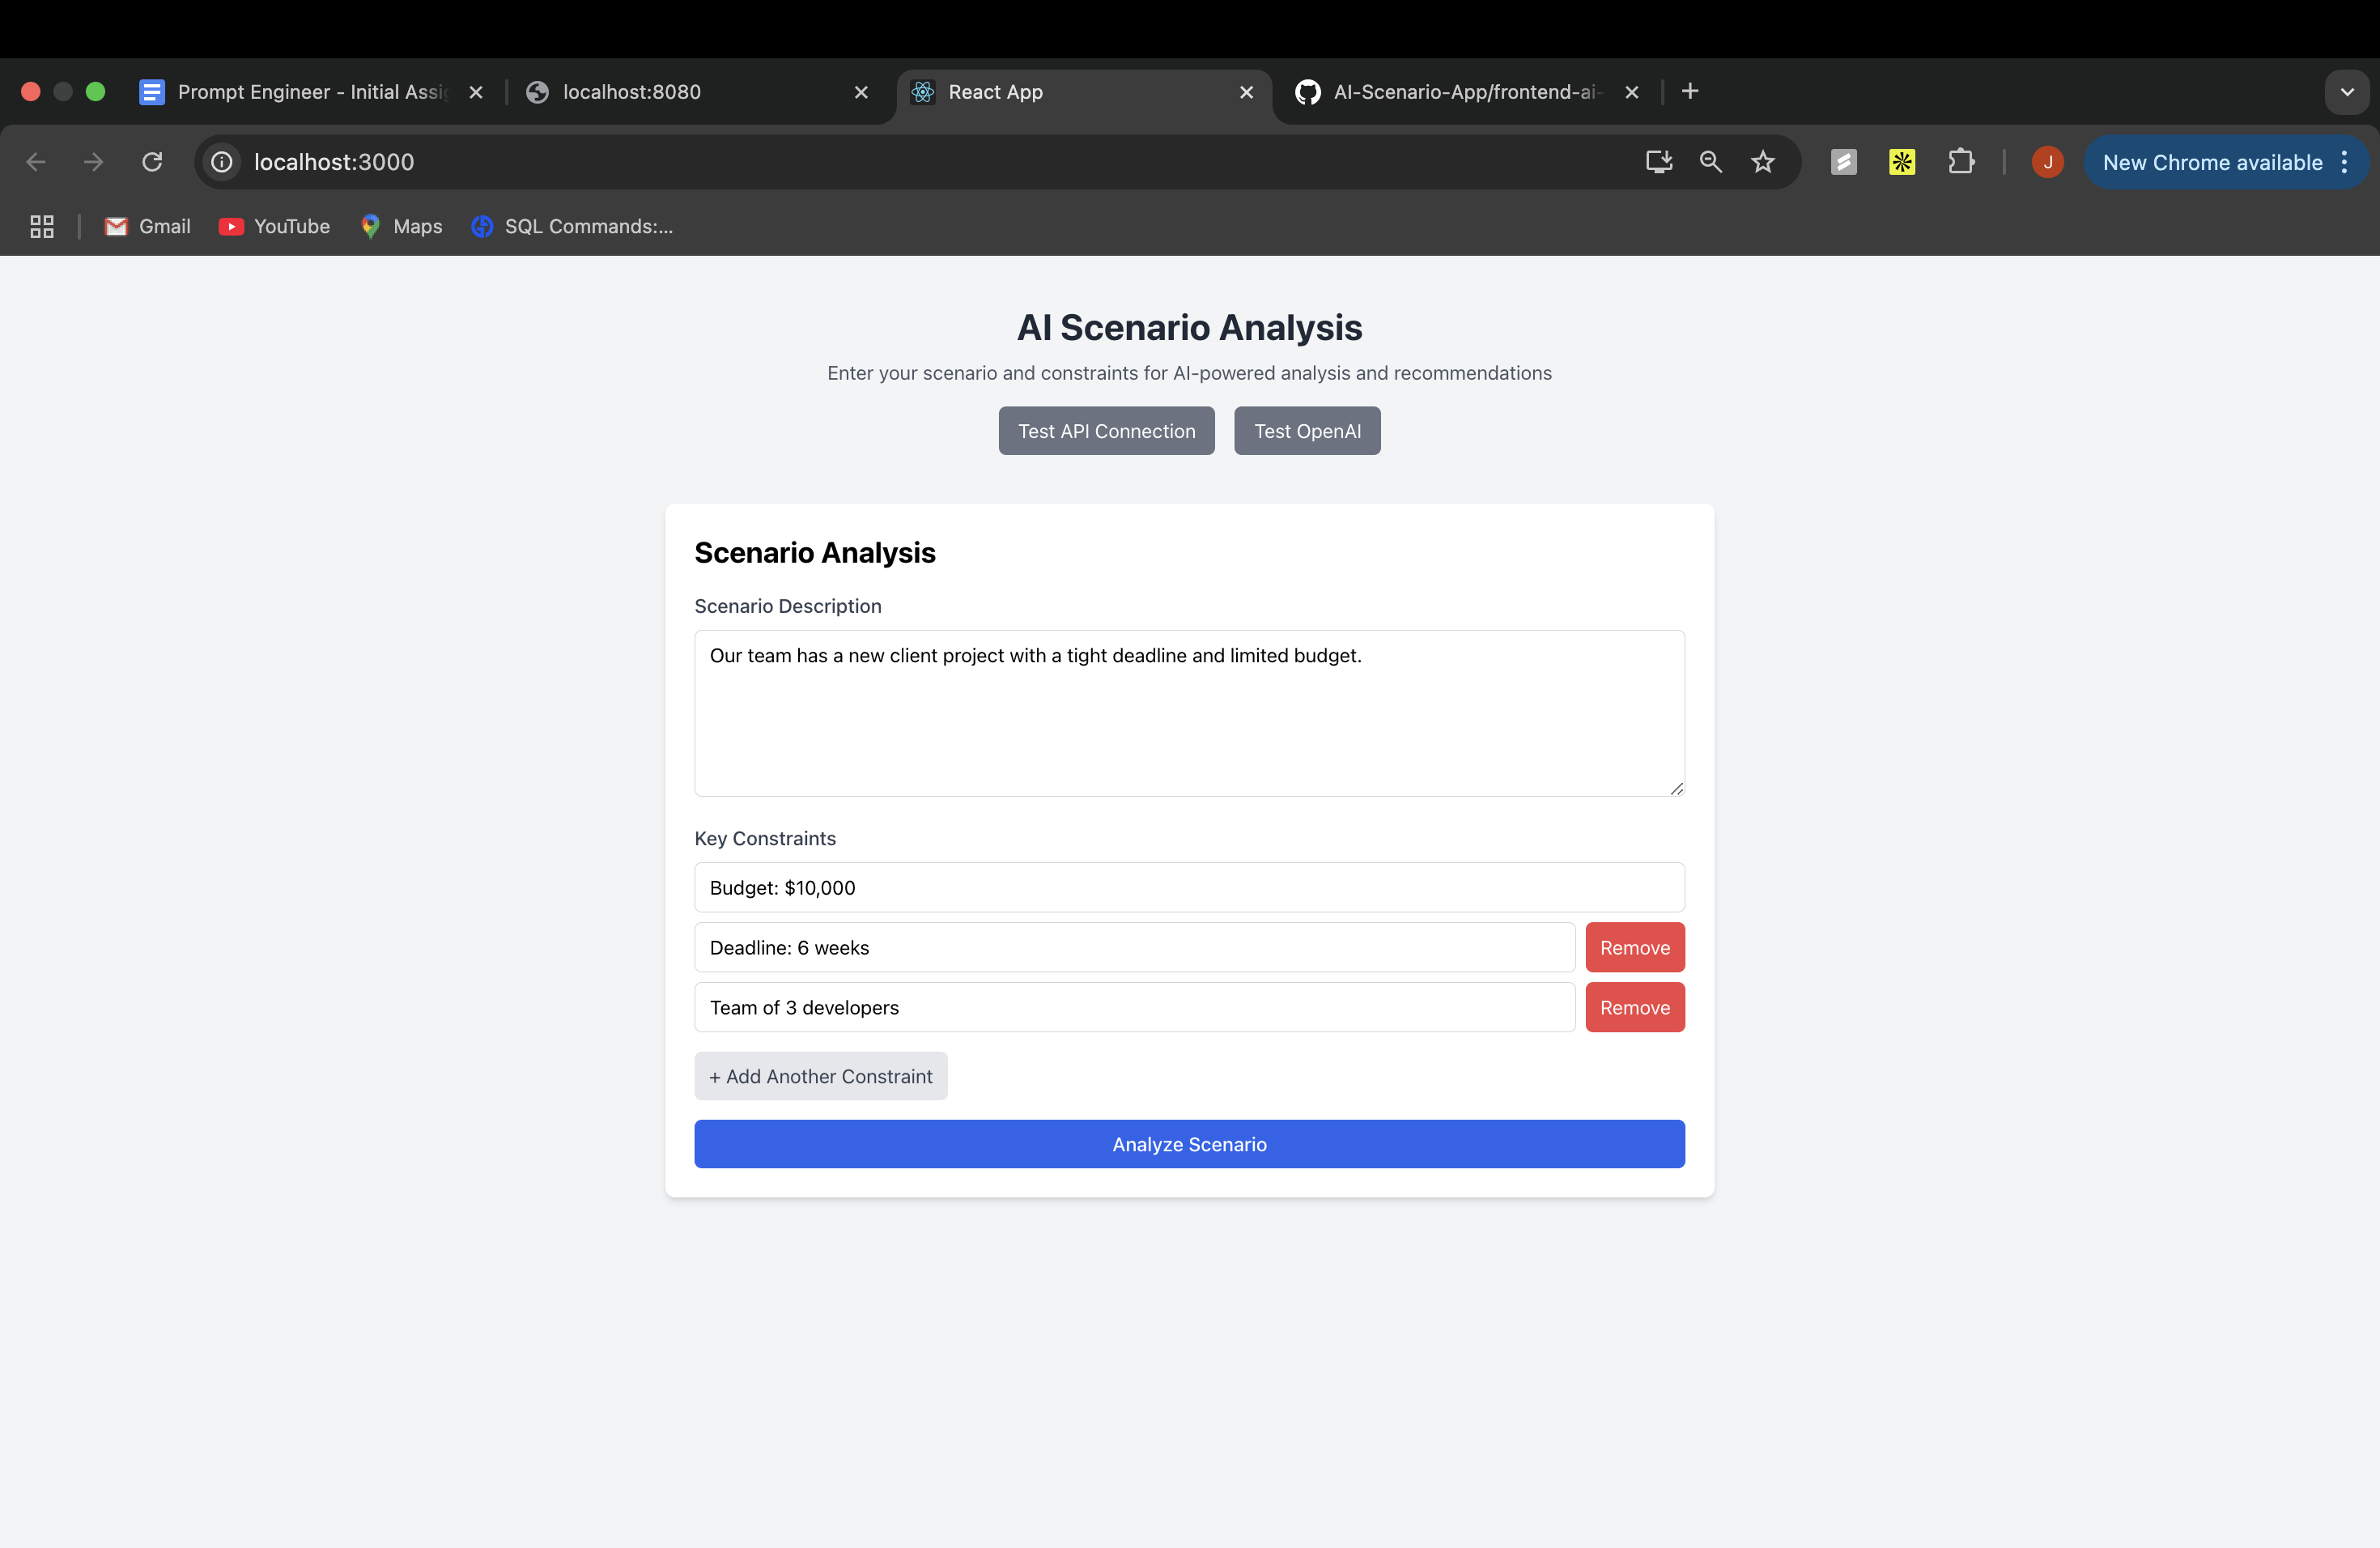 Prompt Engineer - Initial Assi
localhost:8080
React App
AI-Scenario-App/frontend-ai-
localhost:3000
J
New Chrome available
Gmail
YouTube
Maps
SQL Commands:...
AI Scenario Analysis
Enter your scenario and constraints for AI-powered analysis and recommendations
Test API Connection
Test OpenAI
Scenario Analysis
Scenario Description
Our team has a new client project with a tight deadline and limited budget.
Key Constraints
Budget: $10,000
Deadline: 6 weeks
Remove
Team of 3 developers
Remove
+ Add Another Constraint
Analyze Scenario